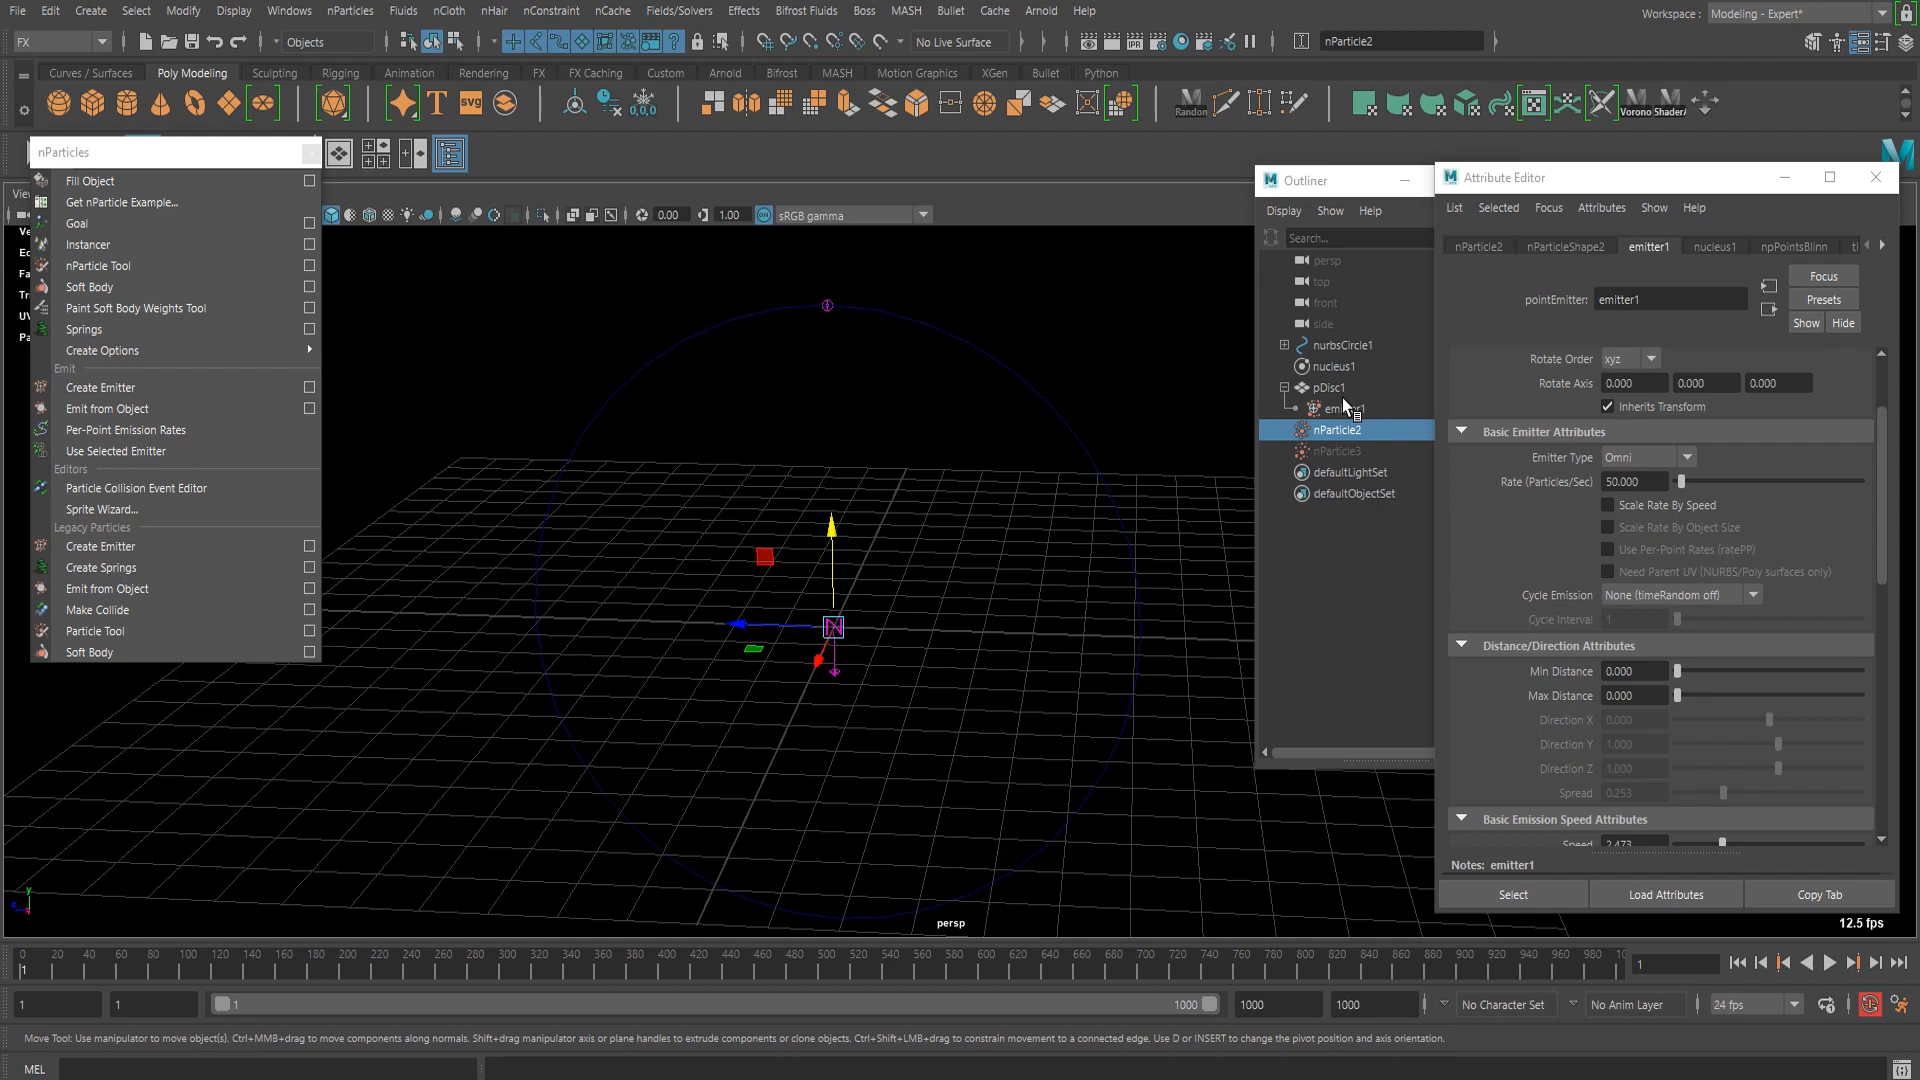 File Edit Create Select Modify Display Windows nParticles Fluids nCloth nHair nConstraint nCache Fields/Solvers Effects Bifrost Fluids Boss MASH Bullet Cache Arnold Help Workspace : Modeling - Expert*
FX Objects No Live Surface nParticle2
Curves / Surfaces Poly Modeling Sculpting Rigging Animation Rendering FX FX Caching Custom Arnold Bifrost MASH Motion Graphics XGen Bullet Python
T SVG 0,0,0 Randon Vorono Shader
nParticles
Fill Object
Get nParticle Example...
Goal
Instancer
nParticle Tool
Soft Body
Paint Soft Body Weights Tool
Springs
Create Options
Emit
Create Emitter
Emit from Object
Per-Point Emission Rates
Use Selected Emitter
Editors
Particle Collision Event Editor
Sprite Wizard...
Legacy Particles
Create Emitter
Create Springs
Emit from Object
Make Collide
Particle Tool
Soft Body
0.00 1.00 ON sRGB gamma
Outliner
Display Show Help
Search...
persp
top
front
side
nurbsCircle1
nucleus1
pDisc1
nParticle2
nParticle3
defaultLightSet
defaultObjectSet
Attribute Editor
List Selected Focus Attributes Show Help
nParticle2 nParticleShape2 emitter1 nucleus1 npPointsBlinn ti
pointEmitter: emitter1
Focus
Presets
Show Hide
Rotate Order xyz
Rotate Axis 0.000 0.000 0.000
Inherits Transform
Basic Emitter Attributes
Emitter Type Omni
Rate (Particles/Sec) 50.000
Scale Rate By Speed
Scale Rate By Object Size
Use Per-Point Rates (ratePP)
Need Parent UV (NURBS/Poly surfaces only)
Cycle Emission None (timeRandom off)
Cycle Interval 1
Distance/Direction Attributes
Min Distance 0.000
Max Distance 0.000
Direction X 0.000
Direction Y 1.000
Direction Z 1.000
Spread 0.253
Basic Emission Speed Attributes
Speed 2.473
Notes: emitter1
Select Load Attributes Copy Tab
persp
12.5 fps
y
0 20 40 60 80 100 120 140 160 180 200 220 240 260 280 300 320 340 360 380 400 420 440 460 480 500 520 540 560 580 600 620 640 660 680 700 720 740 760 780 800 820 840 860 880 900 920 940 960 980
1 1
1 1 1 1000 1000 1000 No Character Set No Anim Layer 24 fps
Move Tool: Use manipulator to move object(s). Ctrl+MMB+drag to move components along normals. Shift+drag manipulator axis or plane handles to extrude components or clone objects. Ctrl+Shift+LMB+drag to constrain movement to a connected edge. Use D or INSERT to change the pivot position and axis orientation.
MEL